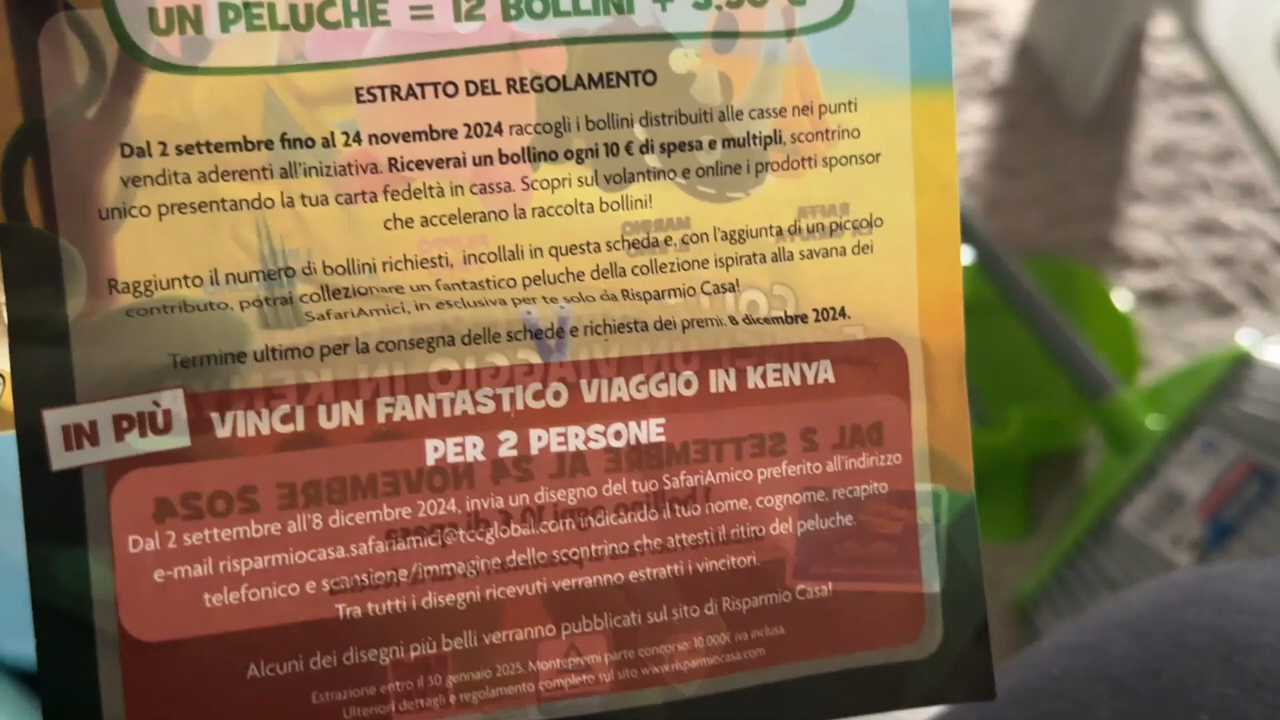 UN PELUCHE = 12 BOLLINI +
ESTRATTO DEL REGOLAMENTO
Dal 2 settembre fino al 24 novembre 2024 raccogli i bollini distribuiti alle casse nei punti
vendita aderenti all'iniziativa. Riceverai un bollino ogni 10 € di spesa e multipli, scontrino
unico presentando la tua carta fedeltà in cassa. Scopri sul volantino e online i prodotti sponsor
che accelerano la raccolta bollini!
Raggiunto il numero di bollini richiesti, incollali in questa scheda e, con l'aggiunta di un piccolo
contributo, potrai collezionare un fantastico peluche della collezione ispirata alla savana dei
SafariAmici, in esclusiva per te solo da Risparmio Casa!
Termine ultimo per la consegna delle schede e richiesta dei premi: 8 dicembre 2024.
IN PIÙ VINCI UN FANTASTICO VIAGGIO IN KENYA
PER 2 PERSONE
Dal 2 settembre all'8 dicembre 2024, invia un disegno del tuo SafariAmico preferito all'indirizzo
e-mail risparmiocasa.safariamici@tccglobal.com indicando il tuo nome, cognome, recapito
telefonico e scansione/immagine dello scontrino che attesti il ritiro del peluche.
Tra tutti i disegni ricevuti verranno estratti i vincitori.
Alcuni dei disegni più belli verranno pubblicati sul sito di Risparmio Casa!
Estrazione entro il 30 gennaio 2025. Montepremi parte concorso: 10.000€ iva inclusa
Ulteriori dettagli e regolamento completo sul sito www.risparmiocasa.com